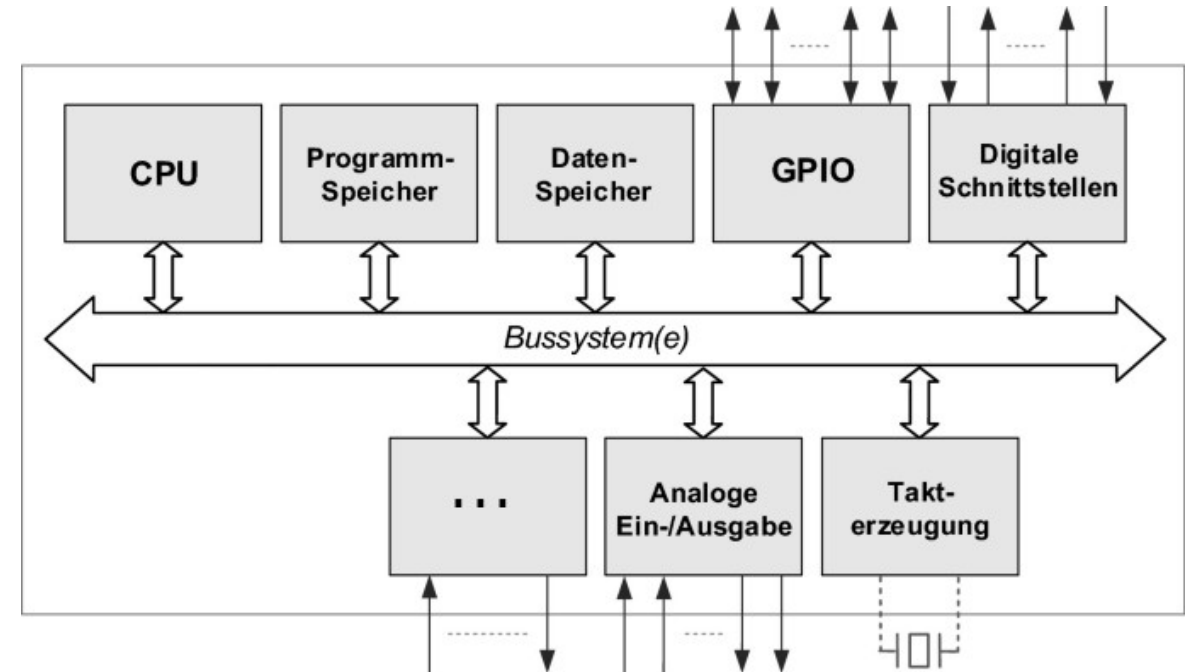 CPU
Programm-
Speicher
Daten-
Speicher
GPIO
Digitale
Schnittstellen
Bussystem(e)
...
Analoge
Ein-/Ausgabe
Takt-
erzeugung